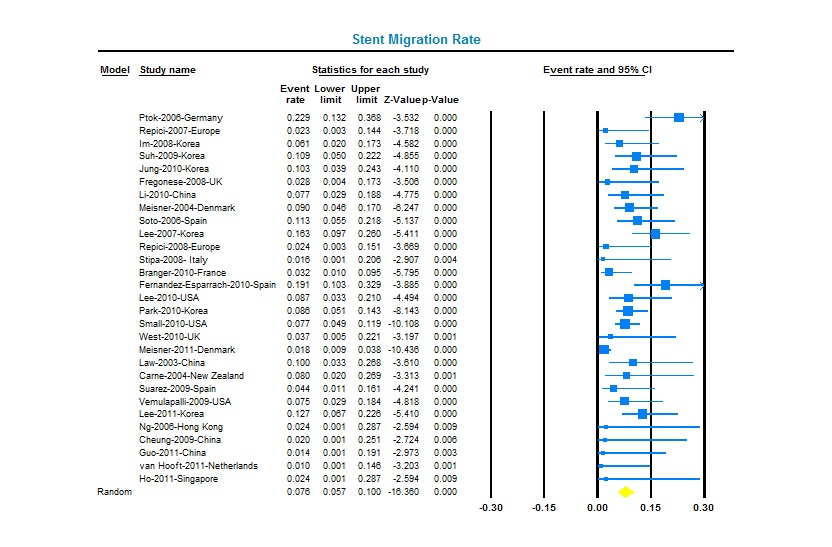 Stent Migration Rate
Model Study name Statistics for each study Event rate and 95% CI
Event Lower Upper
rate limit limit Z-Value p-Value
Ptok-2006-Germany 0.229 0.132 0.368 -3.532 0.000
Repici-2007-Europe 0.023 0.003 0.144 -3.718 0.000
Im-2008-Korea 0.061 0.020 0.173 -4.582 0.000
Suh-2009-Korea 0.109 0.050 0.222 -4.855 0.000
Jung-2010-Korea 0.103 0.039 0.243 -4.110 0.000
Fregonese-2008-UK 0.028 0.004 0.173 -3.506 0.000
Li-2010-China 0.077 0.029 0.188 -4.775 0.000
Meisner-2004-Denmark 0.090 0.046 0.170 -6.247 0.000
Soto-2006-Spain 0.113 0.055 0.218 -5.137 0.000
Lee-2007-Korea 0.163 0.097 0.260 -5.411 0.000
Repici-2008-Europe 0.024 0.003 0.151 -3.669 0.000
Stipa-2008- Italy 0.016 0.001 0.206 -2.907 0.004
Branger-2010-France 0.032 0.010 0.095 -5.795 0.000
Fernandez-Esparrach-2010-Spain 0.191 0.103 0.329 -3.885 0.000
Lee-2010-USA 0.087 0.033 0.210 -4.494 0.000
Park-2010-Korea 0.086 0.051 0.143 -8.143 0.000
Small-2010-USA 0.077 0.049 0.119 -10.108 0.000
West-2010-UK 0.037 0.005 0.221 -3.197 0.001
Meisner-2011-Denmark 0.018 0.009 0.038 -10.436 0.000
Law-2003-China 0.100 0.033 0.268 -3.610 0.000
Carne-2004-New Zealand 0.080 0.020 0.269 -3.313 0.001
Suarez-2009-Spain 0.044 0.011 0.161 -4.241 0.000
Vemulapalli-2009-USA 0.075 0.029 0.184 -4.818 0.000
Lee-2011-Korea 0.127 0.067 0.226 -5.410 0.000
Ng-2006-Hong Kong 0.024 0.001 0.287 -2.594 0.009
Cheung-2009-China 0.020 0.001 0.251 -2.724 0.006
Guo-2011-China 0.014 0.001 0.191 -2.973 0.003
van Hooft-2011-Netherlands 0.010 0.001 0.146 -3.203 0.001
Ho-2011-Singapore 0.024 0.001 0.287 -2.594 0.009
Random 0.076 0.057 0.100 -16.360 0.000
-0.30 -0.15 0.00 0.15 0.30